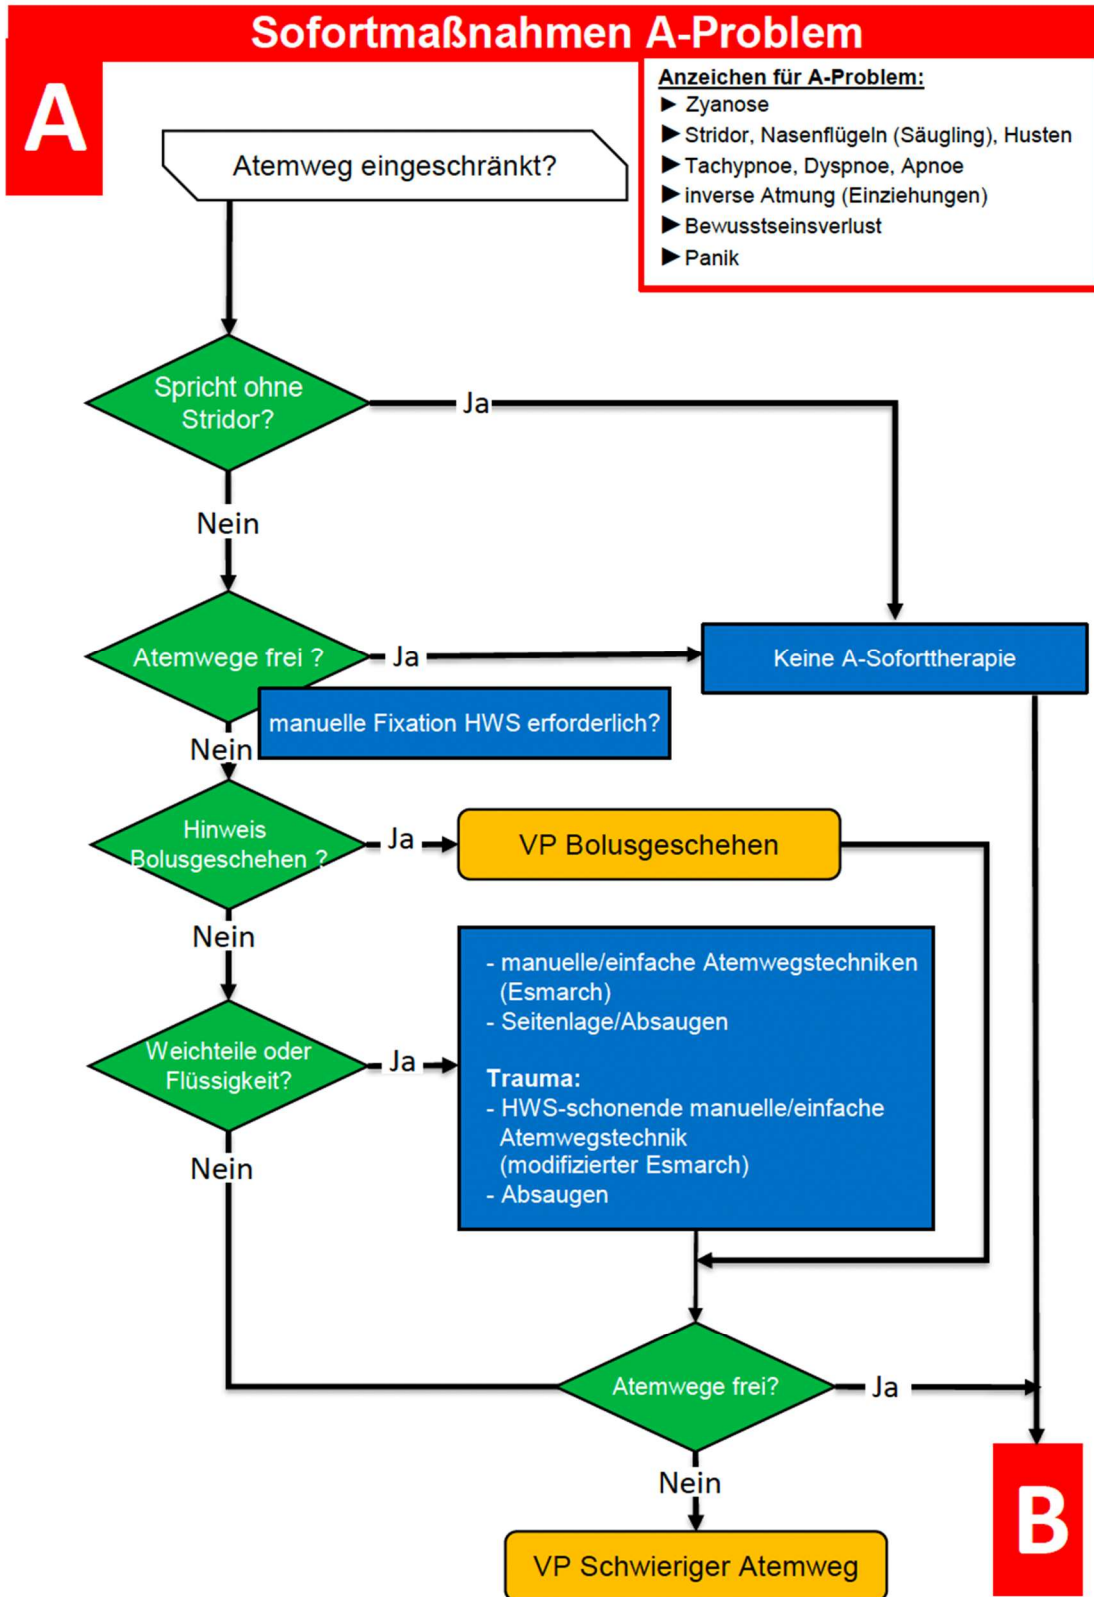 Sofortmaßnahmen A-Problem
A
Anzeichen für A-Problem:
► Zyanose
► Stridor, Nasenflügeln (Säugling), Husten
► Tachypnoe, Dyspnoe, Apnoe
► inverse Atmung (Einziehungen)
► Bewusstseinsverlust
► Panik
Atemweg eingeschränkt?
Spricht ohne
Stridor?
Ja
Nein
Atemwege frei ?
Ja
Keine A-Soforttherapie
manuelle Fixation HWS erforderlich?
Nein
Hinweis
Bolusgeschehen ?
Ja
VP Bolusgeschehen
Nein
- manuelle/einfache Atemwegstechniken
(Esmarch)
- Seitenlage/Absaugen
Trauma:
- HWS-schonende manuelle/einfache
Atemwegstechnik
(modifizierter Esmarch)
- Absaugen
Weichteile oder
Flüssigkeit?
Ja
Nein
Atemwege frei?
Ja
Nein
B
VP Schwieriger Atemweg